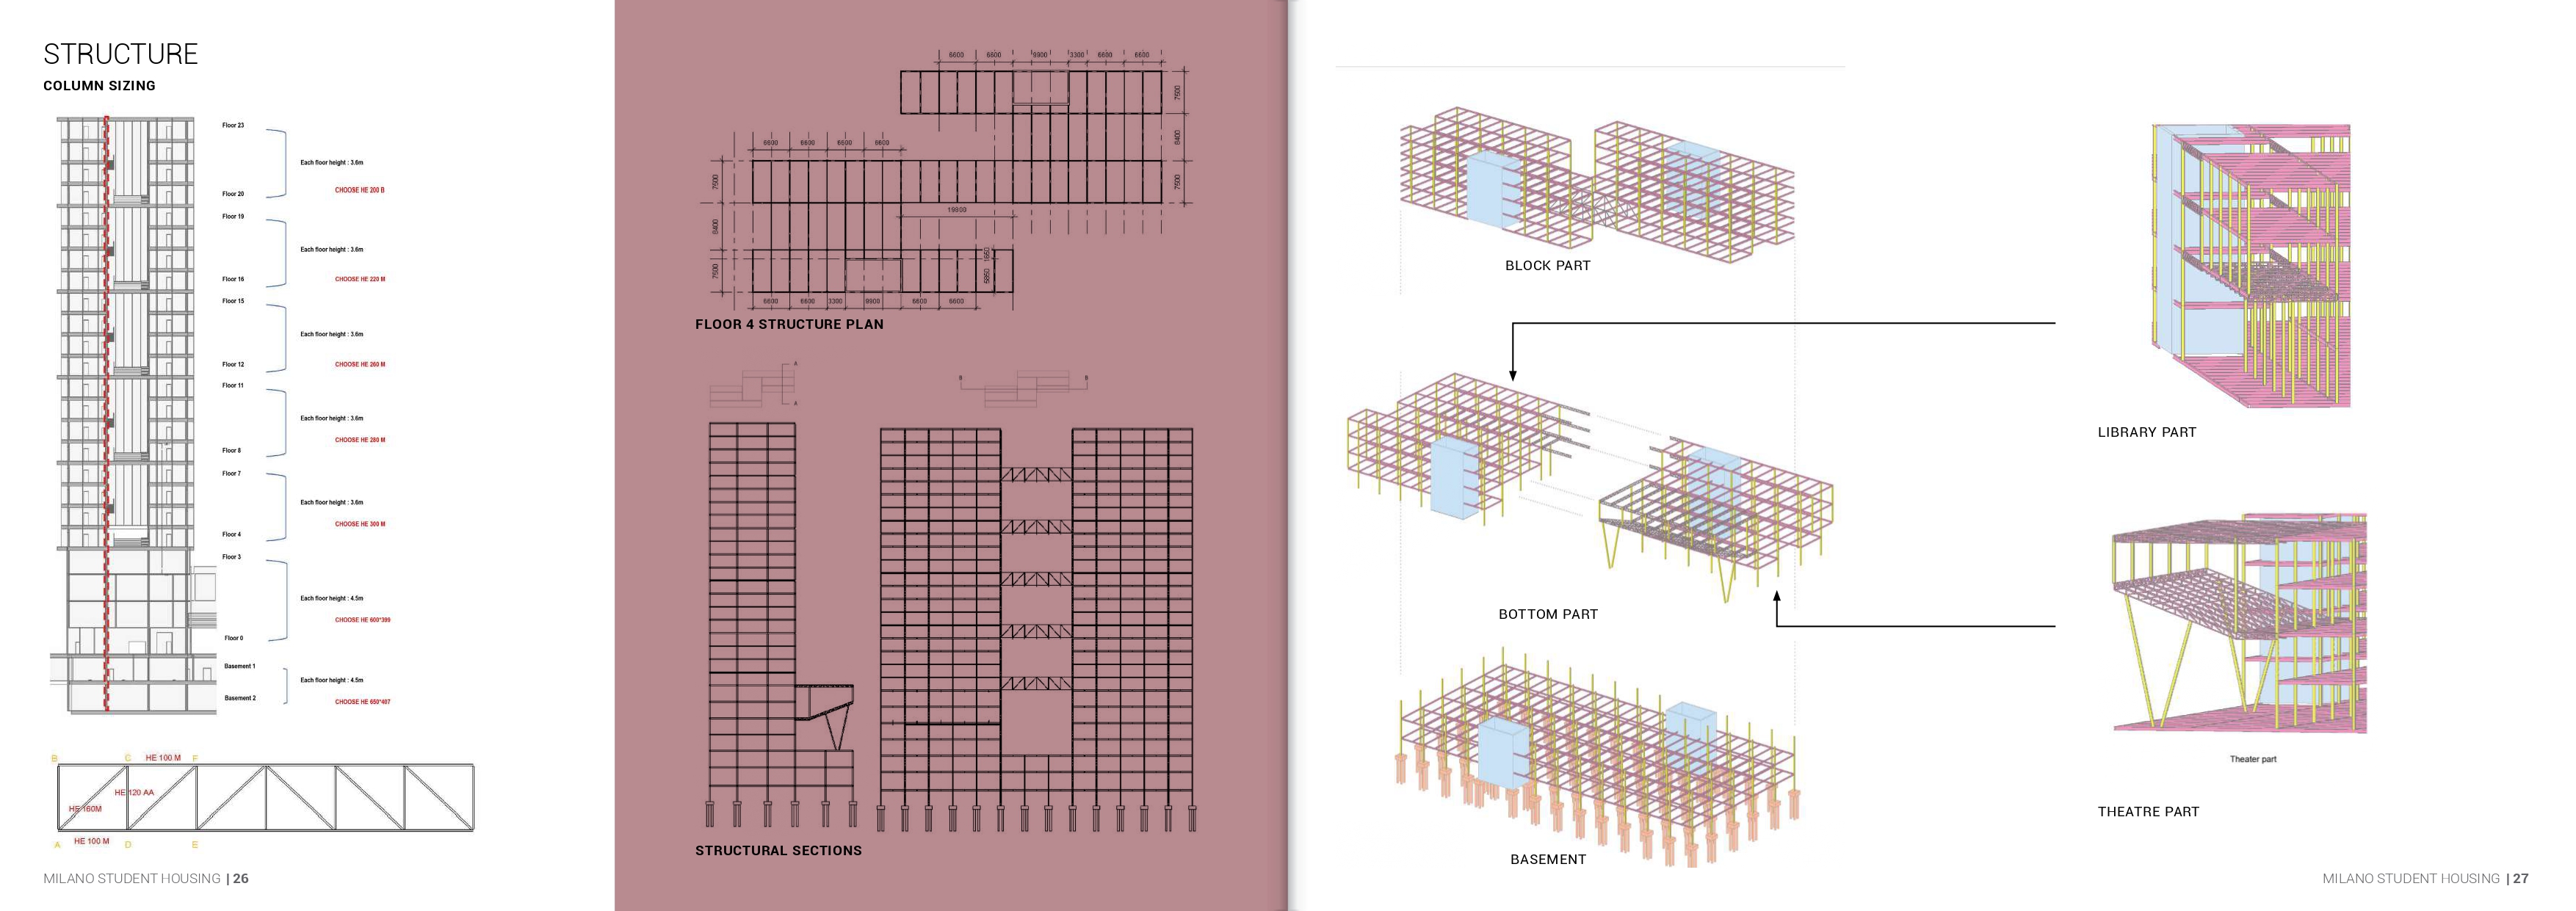 STRUCTURE
COLUMN SIZING
Floor 23
Each floor height : 3.6m
CHOOSE HE 200 B
Floor 20
Floor 19
Each floor height : 3.6m
CHOOSE HE 220 M
Floor 16
Floor 15
Each floor height : 3.6m
CHOOSE HE 260 M
Floor 12
Floor 11
Each floor height : 3.6m
CHOOSE HE 280 M
Floor 8
Floor 7
Each floor height : 3.6m
CHOOSE HE 300 M
Floor 4
Floor 3
Each floor height : 4.5m
CHOOSE HE 600*399
Floor 0
Basement 1
Each floor height : 4.5m
Basement 2
CHOOSE HE 650*407
B C HE 100 M F
HE 120 AA
HE 160M
A HE 100 M D E
MILANO STUDENT HOUSING | 26
6600 6600 9900 3300 6600 6600
7500
8400
7500
6600 6600 6600 6600
7500
8400
7500
19800
1650
5850
6600 6600 3300 9900 6600 6600
FLOOR 4 STRUCTURE PLAN
A
A
B B
STRUCTURAL SECTIONS
BLOCK PART
BOTTOM PART
BASEMENT
LIBRARY PART
Theater part
THEATRE PART
MILANO STUDENT HOUSING | 27